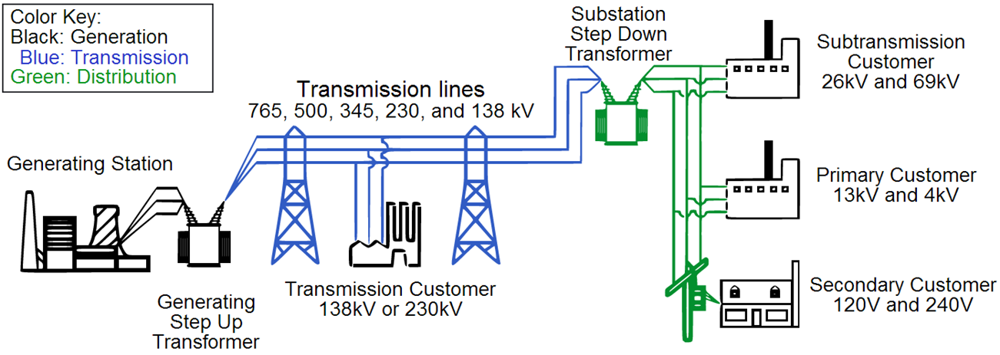 Color Key:
Black: Generation
Blue: Transmission
Green: Distribution
Substation
Step Down
Transformer
Subtransmission
Customer
26kV and 69kV
Transmission lines
765, 500, 345, 230, and 138 kV
Generating Station
Primary Customer
13kV and 4kV
Transmission Customer
138kV or 230kV
Generating
Step Up
Transformer
Secondary Customer
120V and 240V